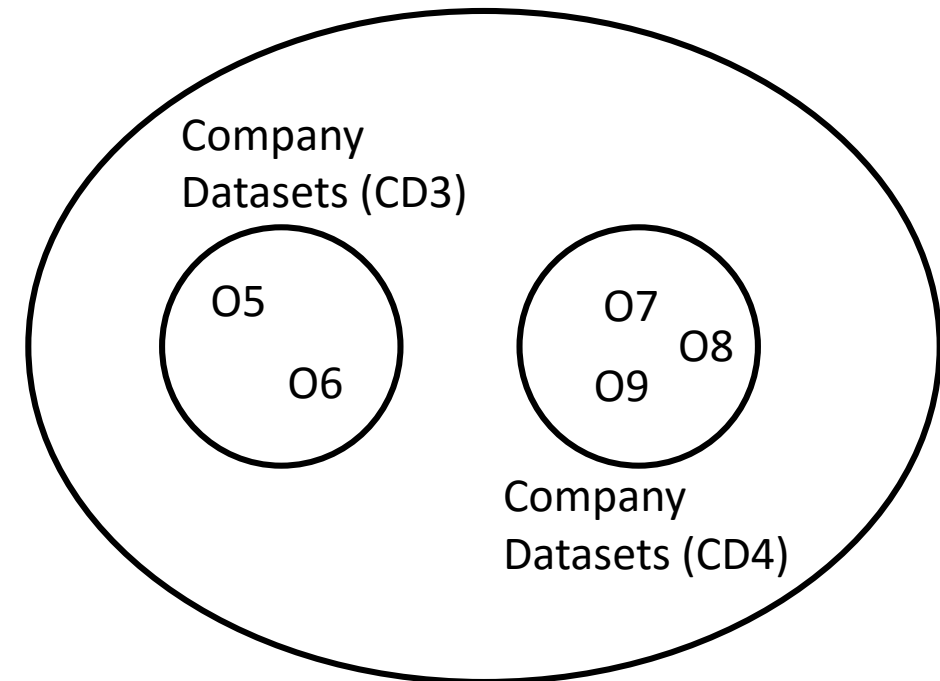 Company
Datasets (CD3)
O5
O6
O7
O8
O9
Company
Datasets (CD4)